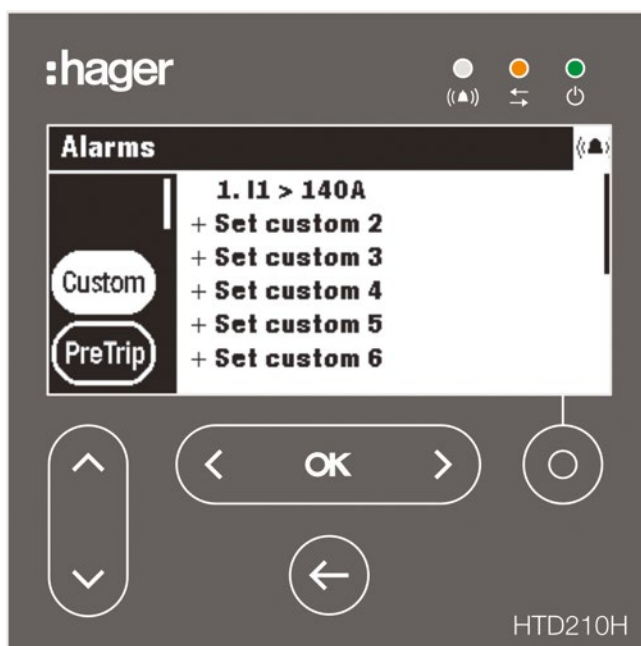 :hager
Alarms
1. I1 > 140A
+ Set custom 2
+ Set custom 3
+ Set custom 4
+ Set custom 5
+ Set custom 6
Custom
PreTrip
OK
HTD210H